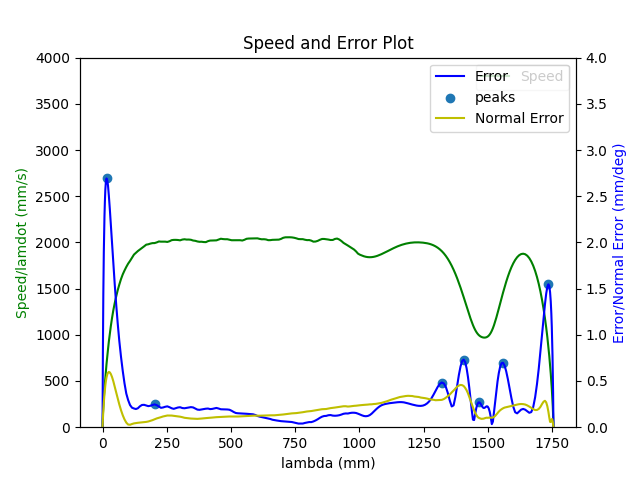 Speed and Error Plot
4000
3500
3000
2500
2000
1500
1000
500
0
Speed/lamdot (mm/s)
Error
Speed
peaks
Normal Error
4.0
3.5
3.0
2.5
2.0
1.5
1.0
0.5
0.0
Error/Normal Error (mm/deg)
0 250 500 750 1000 1250 1500 1750
lambda (mm)